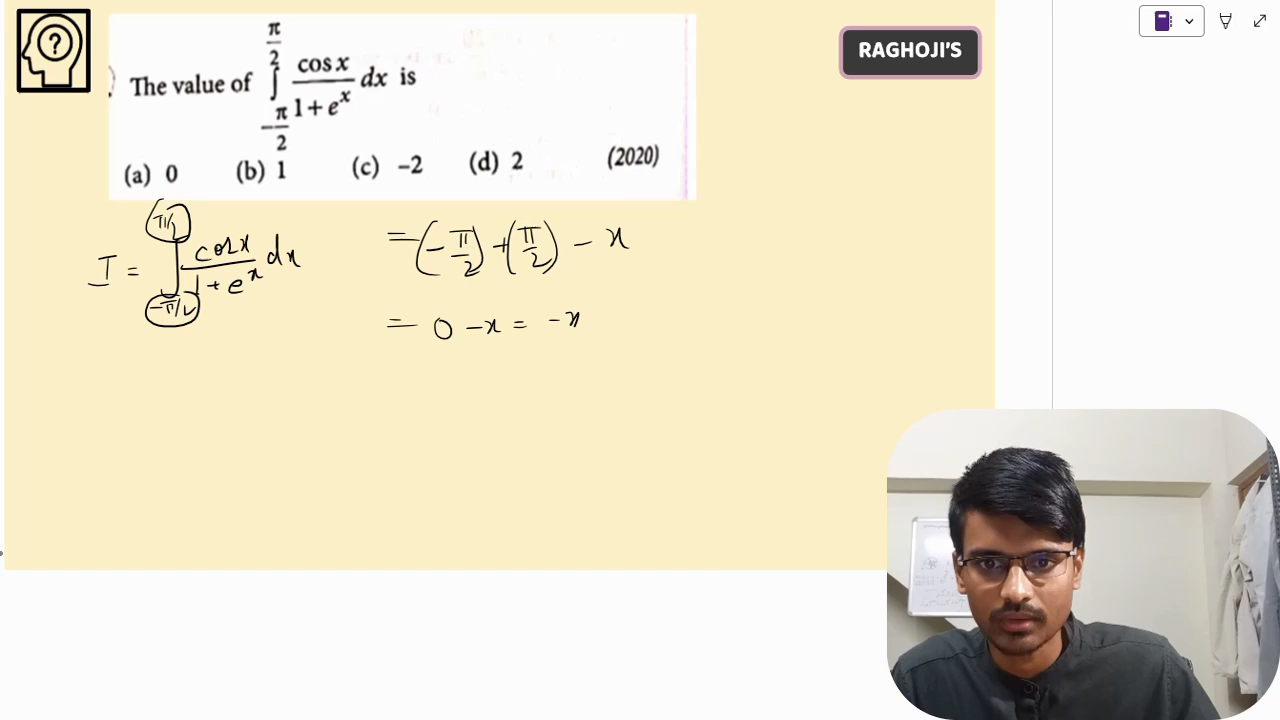 RAGHOJI'S
The value of ∫_{-π/2}^{π/2} cos x / (1 + e^x) dx is
(a) 0 (b) 1 (c) -2 (d) 2 (2020)
I = ∫_{-π/2}^{π/2} cos x / (1 + e^x) dx
= (-π/2) + (π/2) - x
= 0 - x = -x